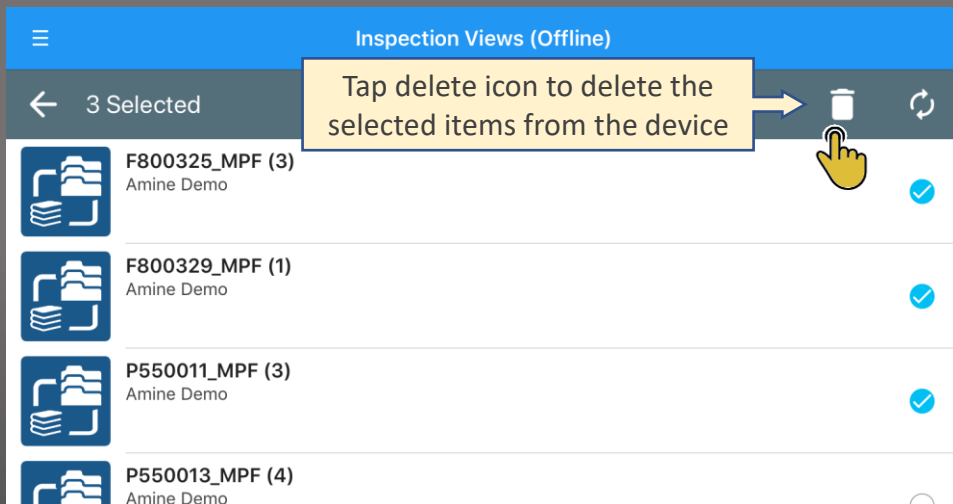 Inspection Views (Offline)
3 Selected
Tap delete icon to delete the
selected items from the device
F800325_MPF (3)
Amine Demo
F800329_MPF (1)
Amine Demo
P550011_MPF (3)
Amine Demo
P550013_MPF (4)
Amine Demo